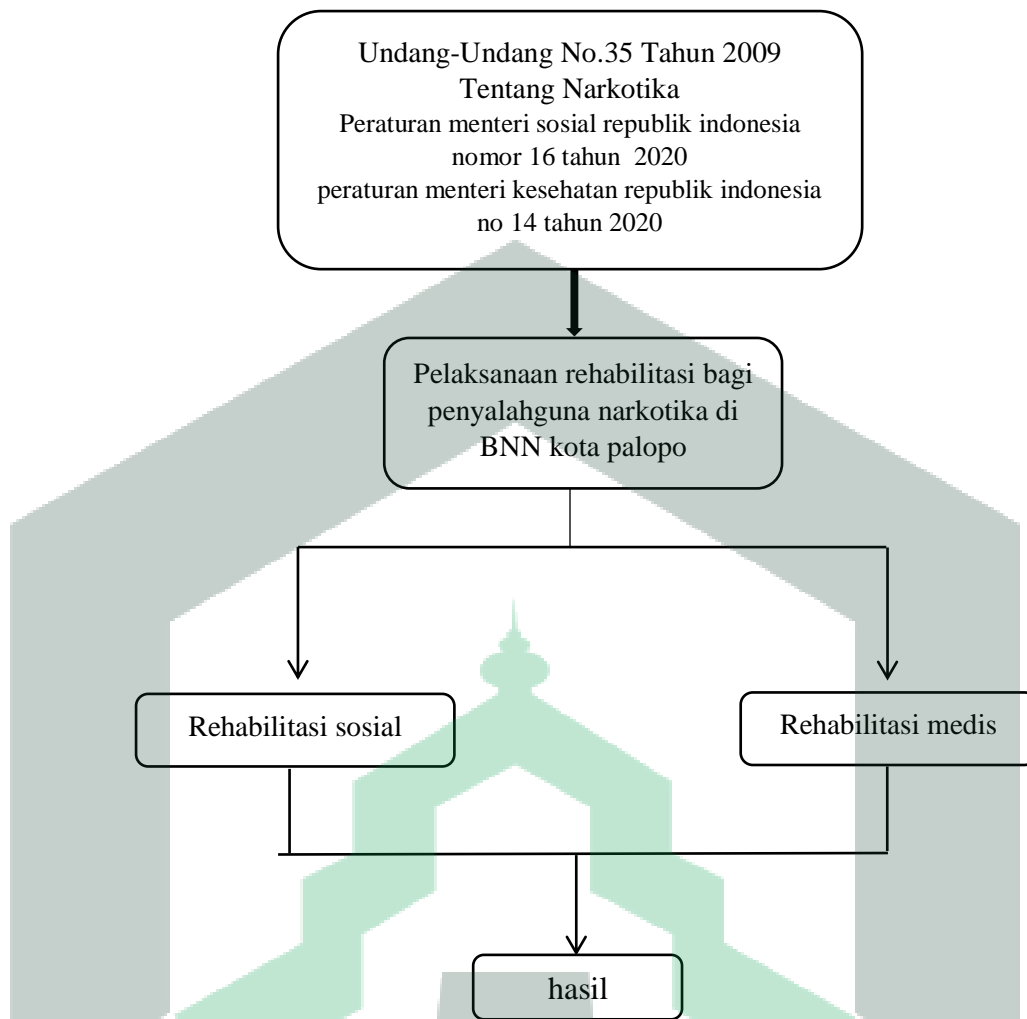 Undang-Undang No.35 Tahun 2009
Tentang Narkotika
Peraturan menteri sosial republik indonesia
nomor 16 tahun 2020
peraturan menteri kesehatan republik indonesia
no 14 tahun 2020
Pelaksanaan rehabilitasi bagi
penyalahguna narkotika di
BNN kota palopo
Rehabilitasi sosial
Rehabilitasi medis
hasil